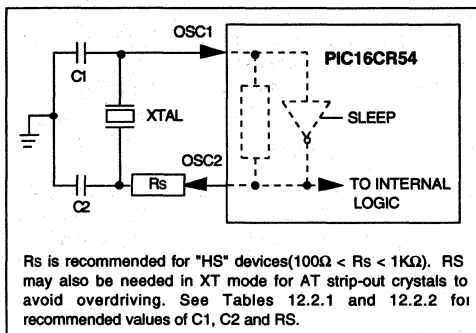 OSC1
PIC16CR54
C1
XTAL
SLEEP
OSC2
Rs
TO INTERNAL
LOGIC
C2
Rs is recommended for "HS" devices(100Ω < Rs < 1KΩ). RS
may also be needed in XT mode for AT strip-out crystals to
avoid overdriving. See Tables 12.2.1 and 12.2.2 for
recommended values of C1, C2 and RS.